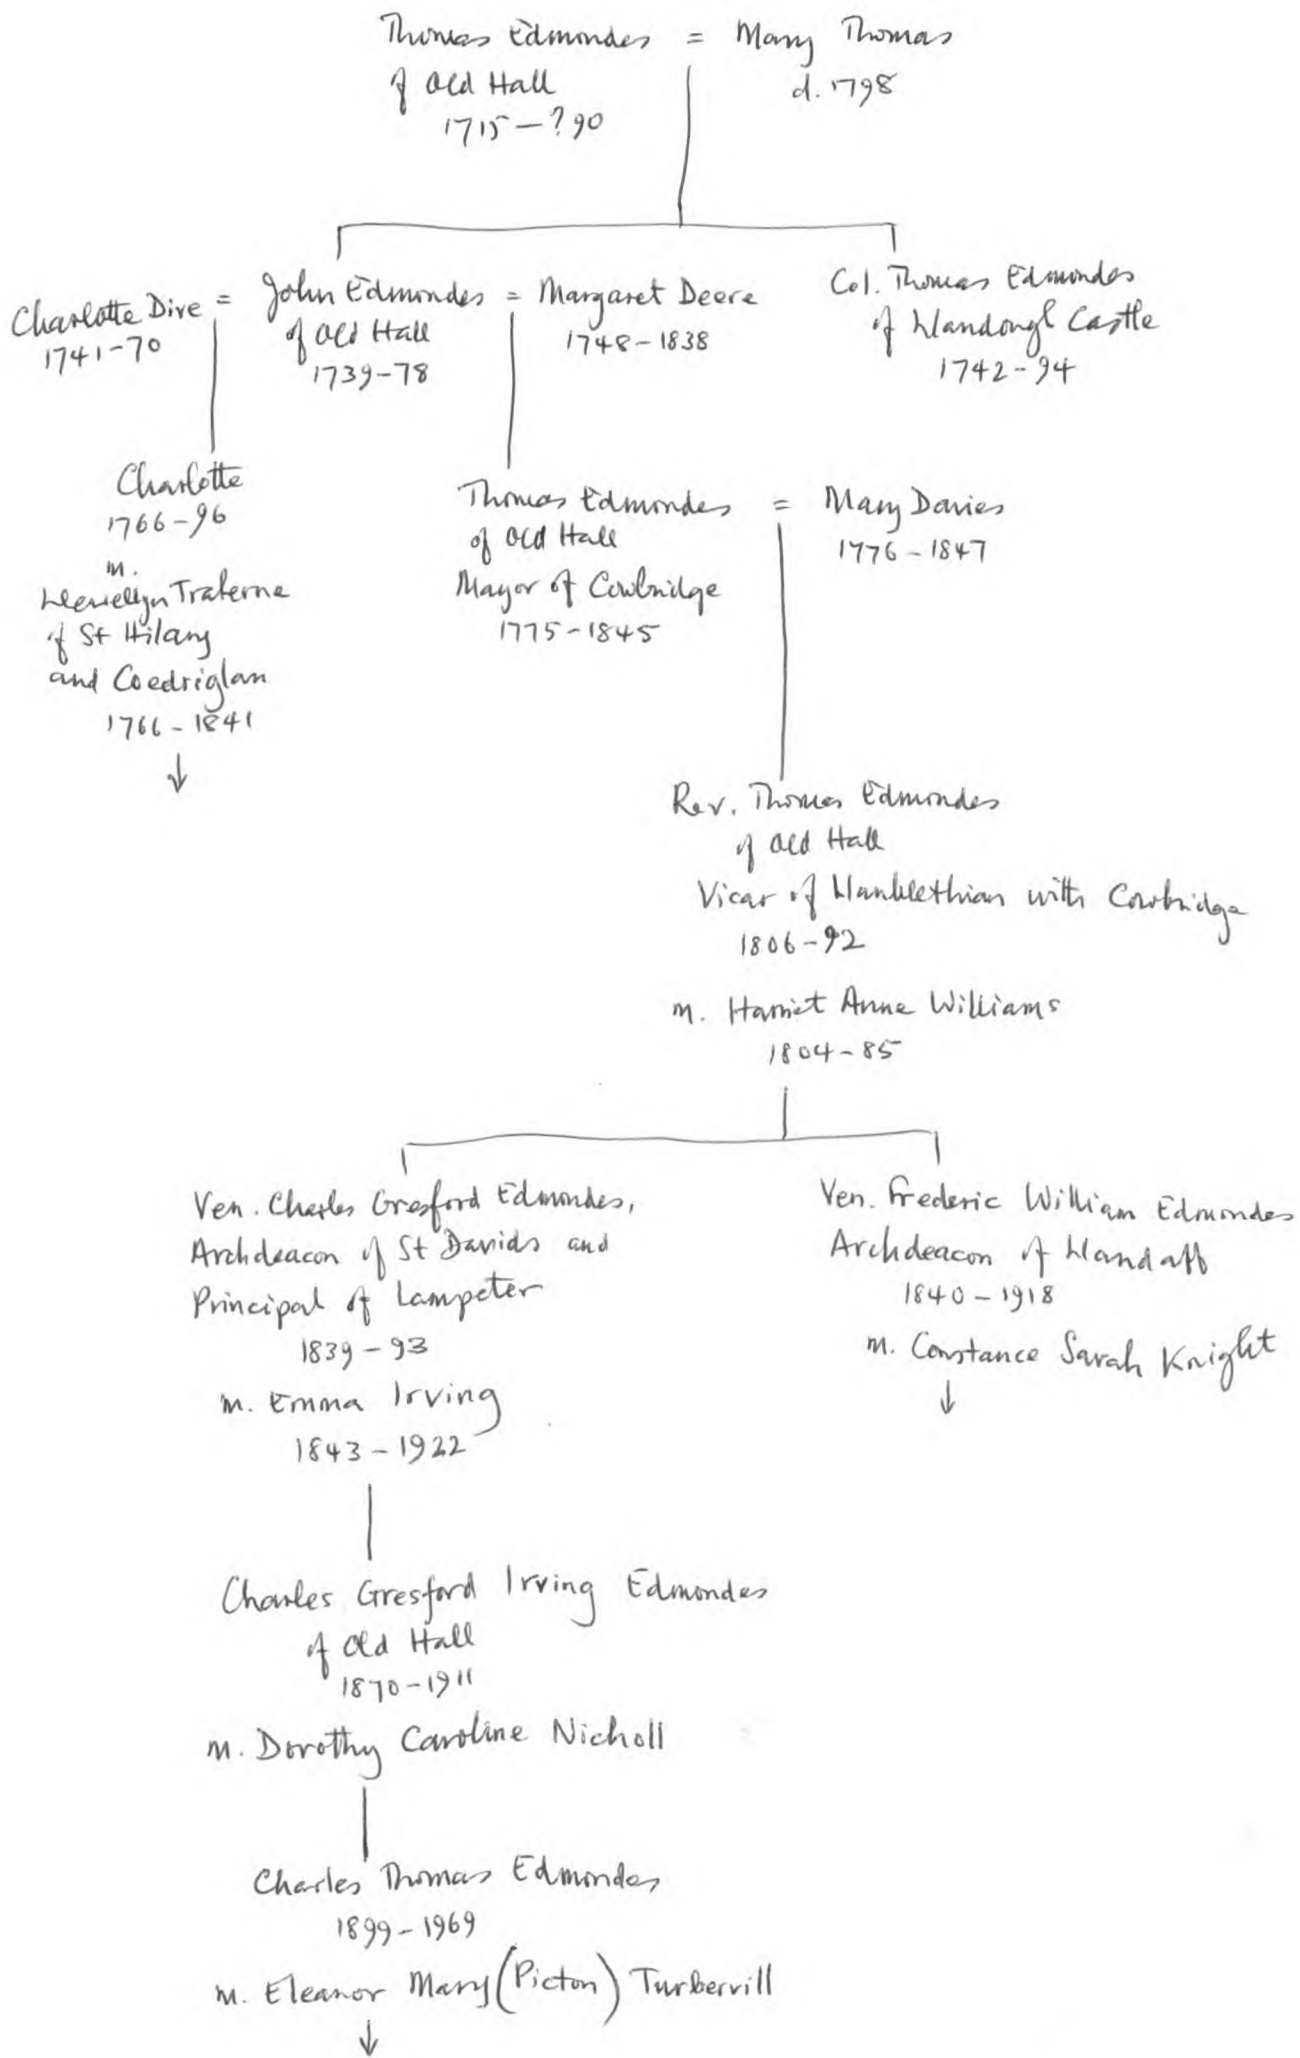 Thomas Edmondes = Mary Thomas
of Old Hall
d. 1798
1715 – ?90
Charlotte Dive = John Edmondes = Margaret Deere
1741-70
of Old Hall
1739-78
1748 - 1838
Col. Thomas Edmondes
of Llandough Castle
1742-94
Charlotte
1766-96
m.
Llewellyn Traherne
of St Hilary
and Coedriglan
1766 - 1841
↓
Thomas Edmondes = Mary Davies
of Old Hall
Mayor of Cowbridge
1775-1845
1776 - 1847
Rev. Thomas Edmondes
of Old Hall
Vicar of Llanblethian with Cowbridge
1806-92
m. Harriet Anne Williams
1804-85
Ven. Charles Gresford Edmondes,
Archdeacon of St Davids and
Principal of Lampeter
1839 - 93
m. Emma Irving
1843 - 1922
Ven. Frederic William Edmondes
Archdeacon of Llandaff
1840 - 1918
m. Constance Sarah Knight
↓
Charles Gresford Irving Edmondes
of Old Hall
1870-1911
m. Dorothy Caroline Nicholl
Charles Thomas Edmondes
1899-1969
m. Eleanor Mary (Picton) Turbervill
↓